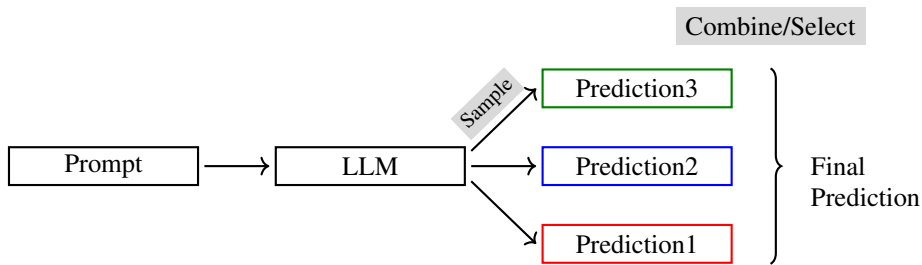 Combine/Select
Sample
Prediction3
Prompt
LLM
Prediction2
Final
Prediction
Prediction1